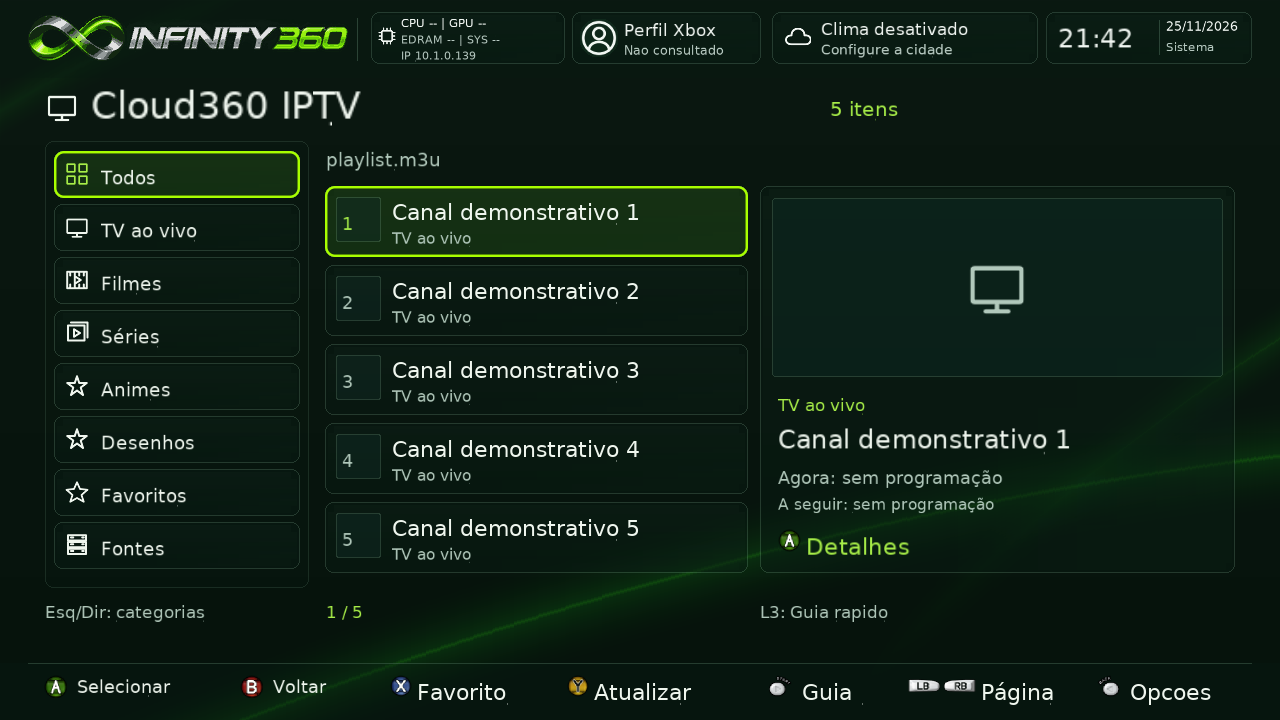 INFINITY 360
CPU -- | GPU --
EDRAM -- | SYS --
IP 10.1.0.139
Perfil Xbox
Nao consultado
Clima desativado
Configure a cidade
21:42
25/11/2026
Sistema
Cloud360 IPTV
5 itens
Todos
TV ao vivo
Filmes
Séries
Animes
Desenhos
Favoritos
Fontes
playlist.m3u
1
Canal demonstrativo 1
TV ao vivo
2
Canal demonstrativo 2
TV ao vivo
3
Canal demonstrativo 3
TV ao vivo
4
Canal demonstrativo 4
TV ao vivo
5
Canal demonstrativo 5
TV ao vivo
TV ao vivo
Canal demonstrativo 1
Agora: sem programação
A seguir: sem programação
A Detalhes
Esq/Dir: categorias
1 / 5
L3: Guia rapido
A Selecionar
B Voltar
X Favorito
Y Atualizar
Guia
LB RB Página
Opcoes